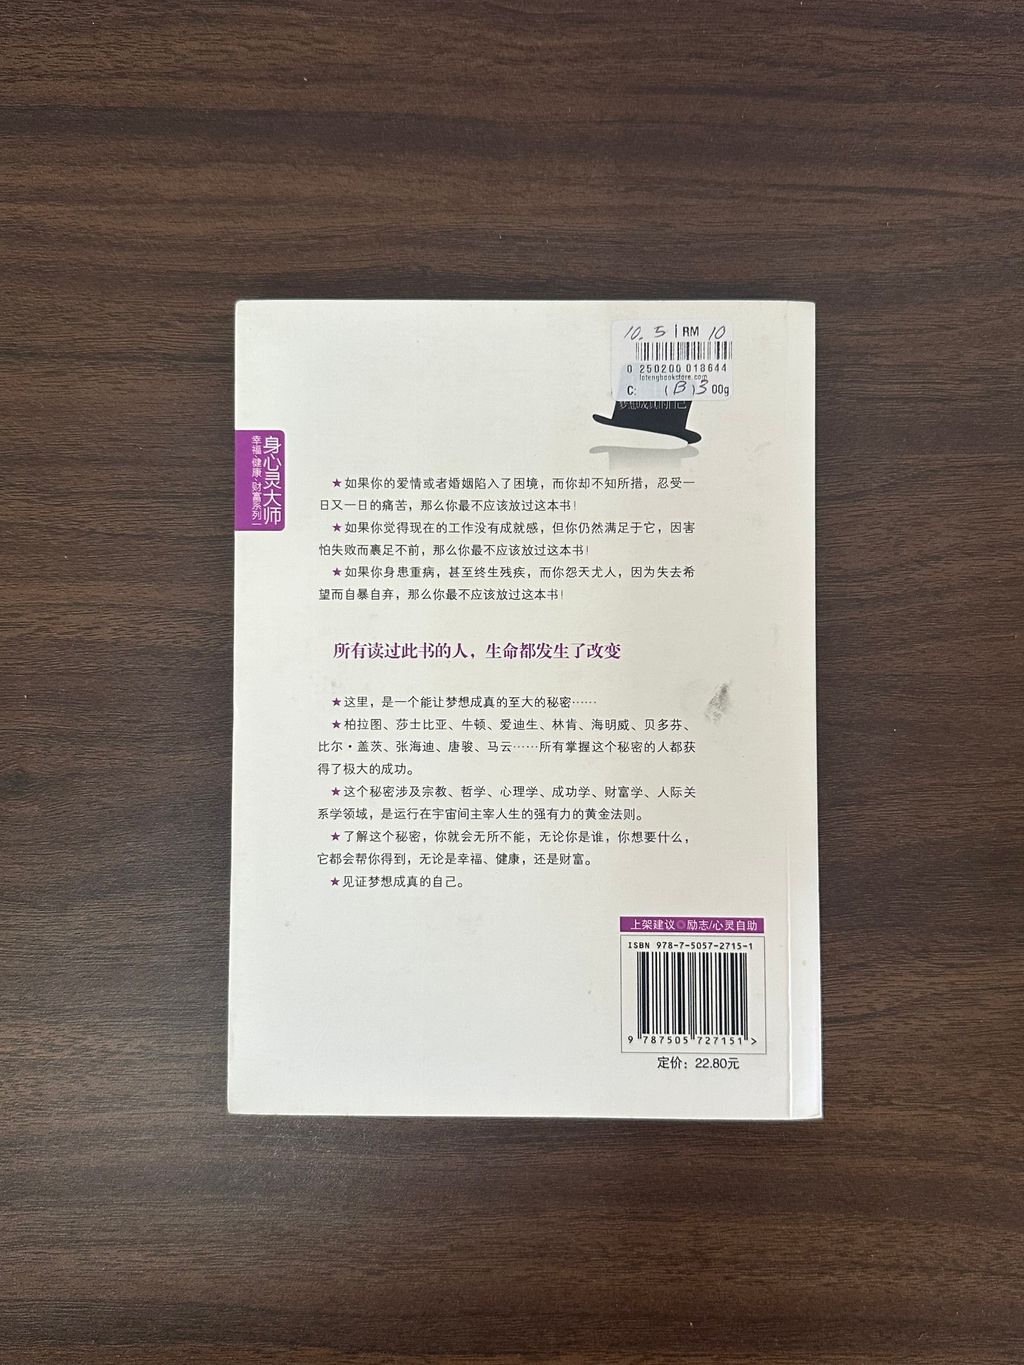 10. 5 RM 10
0 250200 018644
lotengbookstore.com
C: (B) 3 00g
梦想成真的自己
身心灵大师
幸福、健康、财富系列
★如果你的爱情或者婚姻陷入了困境，而你却不知所措，忍受一
日又一日的痛苦，那么你最不应该放过这本书！
★如果你觉得现在的工作没有成就感，但你仍然满足于它，因害
怕失败而裹足不前，那么你最不应该放过这本书！
★如果你身患重病，甚至终生残疾，而你怨天尤人，因为失去希
望而自暴自弃，那么你最不应该放过这本书！
所有读过此书的人，生命都发生了改变
★这里，是一个能让梦想成真的至大的秘密……
★柏拉图、莎士比亚、牛顿、爱迪生、林肯、海明威、贝多芬、
比尔·盖茨、张海迪、唐骏、马云……所有掌握这个秘密的人都获
得了极大的成功。
★这个秘密涉及宗教、哲学、心理学、成功学、财富学、人际关
系学领域，是运行在宇宙间主宰人生的强有力的黄金法则。
★了解这个秘密，你就会无所不能，无论你是谁，你想要什么，
它都会帮你得到，无论是幸福、健康，还是财富。
★见证梦想成真的自己。
上架建议◎励志/心灵自助
ISBN 978-7-5057-2715-1
9 787505 727151 >
定价：22.80元